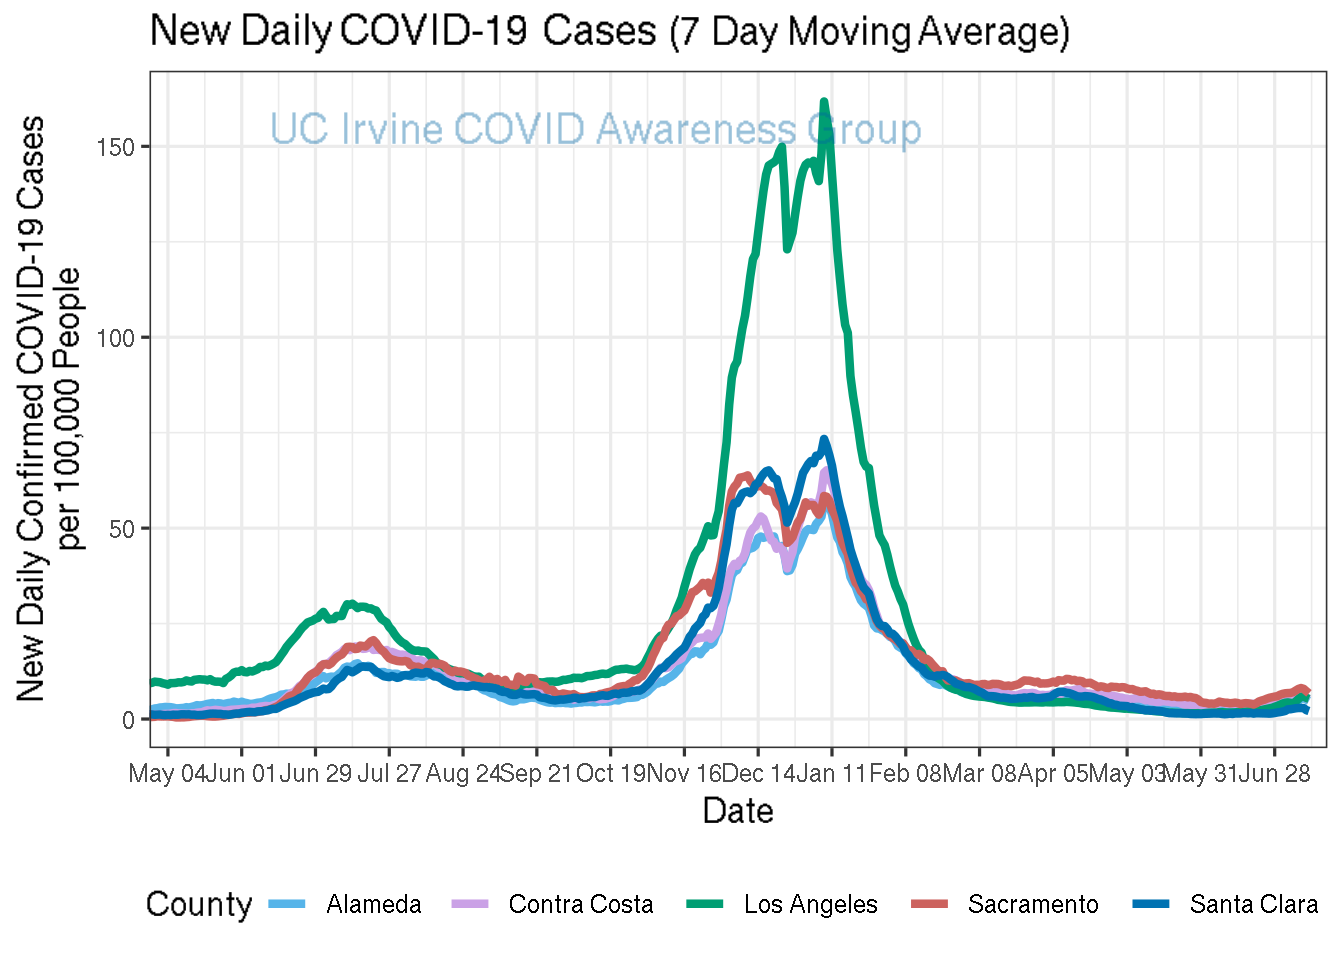 New Daily COVID-19 Cases (7 Day Moving Average)
UC Irvine COVID Awareness Group
New Daily Confirmed COVID-19 Cases
per 100,000 People
150
100
50
0
May 04 Jun 01 Jun 29 Jul 27 Aug 24 Sep 21 Oct 19 Nov 16 Dec 14 Jan 11 Feb 08 Mar 08 Apr 05 May 03 May 31 Jun 28
Date
County Alameda Contra Costa Los Angeles Sacramento Santa Clara